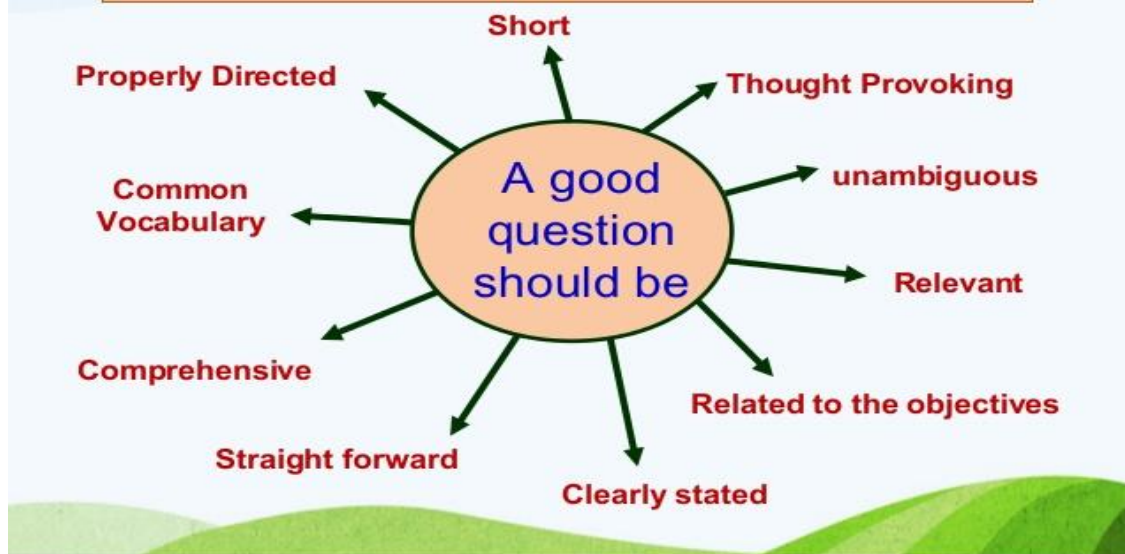 Short
Properly Directed
Thought Provoking
Common
Vocabulary
A good
question
should be
unambiguous
Relevant
Comprehensive
Related to the objectives
Straight forward
Clearly stated